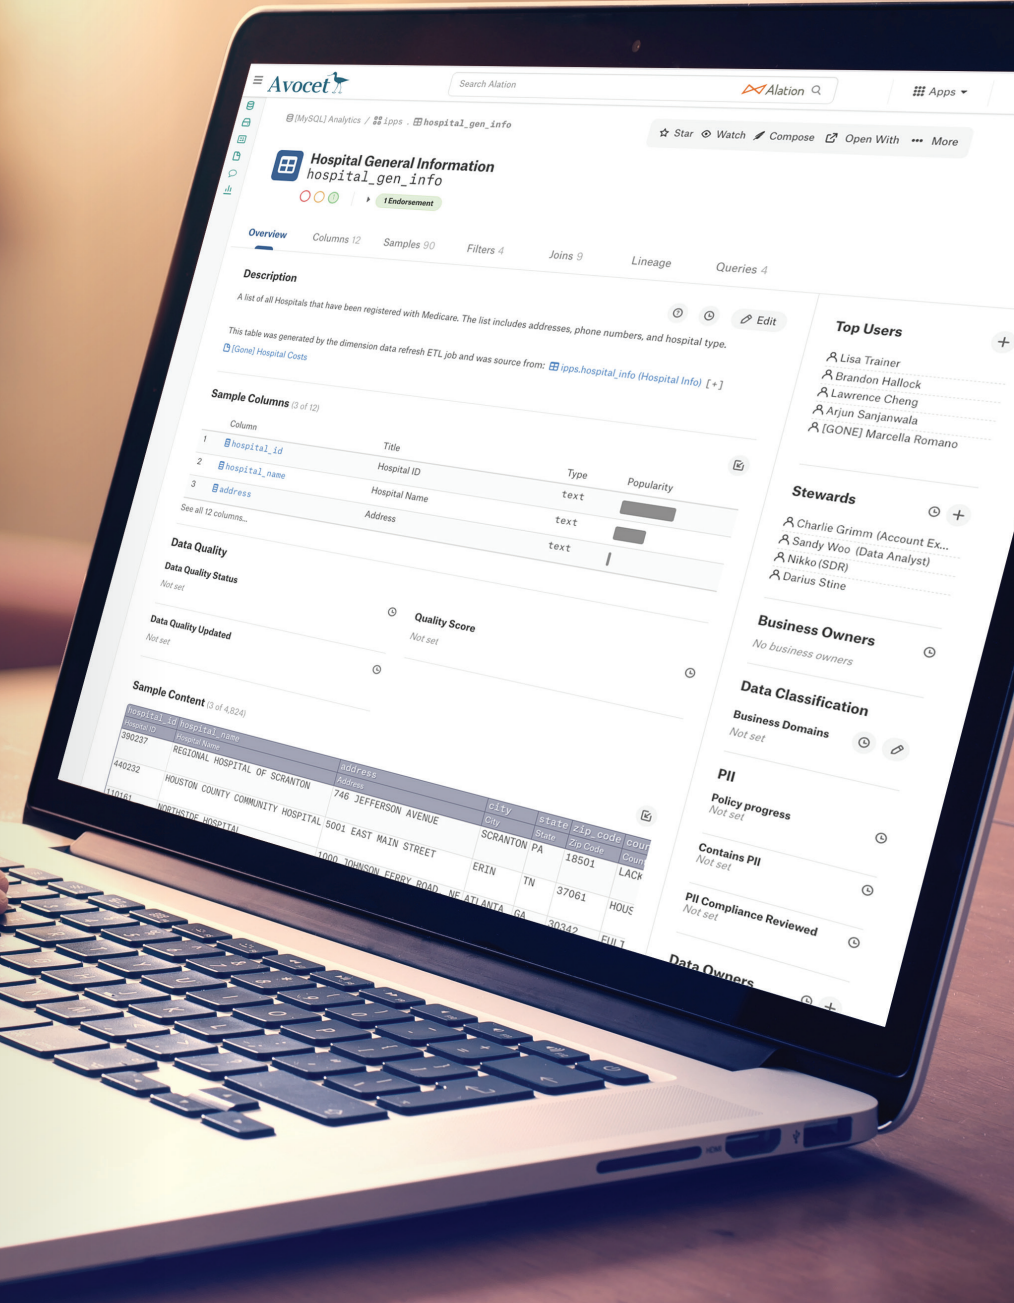 Avocet
Search Alation
Alation
Apps
[MySQL] Analytics / ipps . hospital_gen_info
Star Watch Compose Open With ••• More
Hospital General Information
hospital_gen_info
1 Endorsement
Overview Columns 12 Samples 90 Filters 4 Joins 9 Lineage Queries 4
Description
Edit
A list of all Hospitals that have been registered with Medicare. The list includes addresses, phone numbers, and hospital type.
This table was generated by the dimension data refresh ETL job and was source from: ipps.hospital_info (Hospital Info) [+]
[Gone] Hospital Costs
Sample Columns (3 of 12)
Column Title Type Popularity
1 hospital_id Hospital ID text
2 hospital_name Hospital Name text
3 address Address text
See all 12 columns...
Data Quality
Data Quality Status
Not set
Quality Score
Not set
Data Quality Updated
Not set
Sample Content (3 of 4,824)
hospital_id hospital_name address city state zip_code coun
Hospital ID Hospital Name Address City State Zip Code Coun
390237 REGIONAL HOSPITAL OF SCRANTON 746 JEFFERSON AVENUE SCRANTON PA 18501 LACK
440232 HOUSTON COUNTY COMMUNITY HOSPITAL 5001 EAST MAIN STREET ERIN TN 37061 HOUS
110161 NORTHSIDE HOSPITAL 1000 JOHNSON FERRY ROAD NE ATLANTA GA 30342 FULT
Top Users
Lisa Trainer
Brandon Hallock
Lawrence Cheng
Arjun Sanjanwala
[GONE] Marcella Romano
Stewards
Charlie Grimm (Account Ex...
Sandy Woo (Data Analyst)
Nikko (SDR)
Darius Stine
Business Owners
No business owners
Data Classification
Business Domains
Not set
PII
Policy progress
Not set
Contains PII
Not set
PII Compliance Reviewed
Not set
Data Owners
HDMI